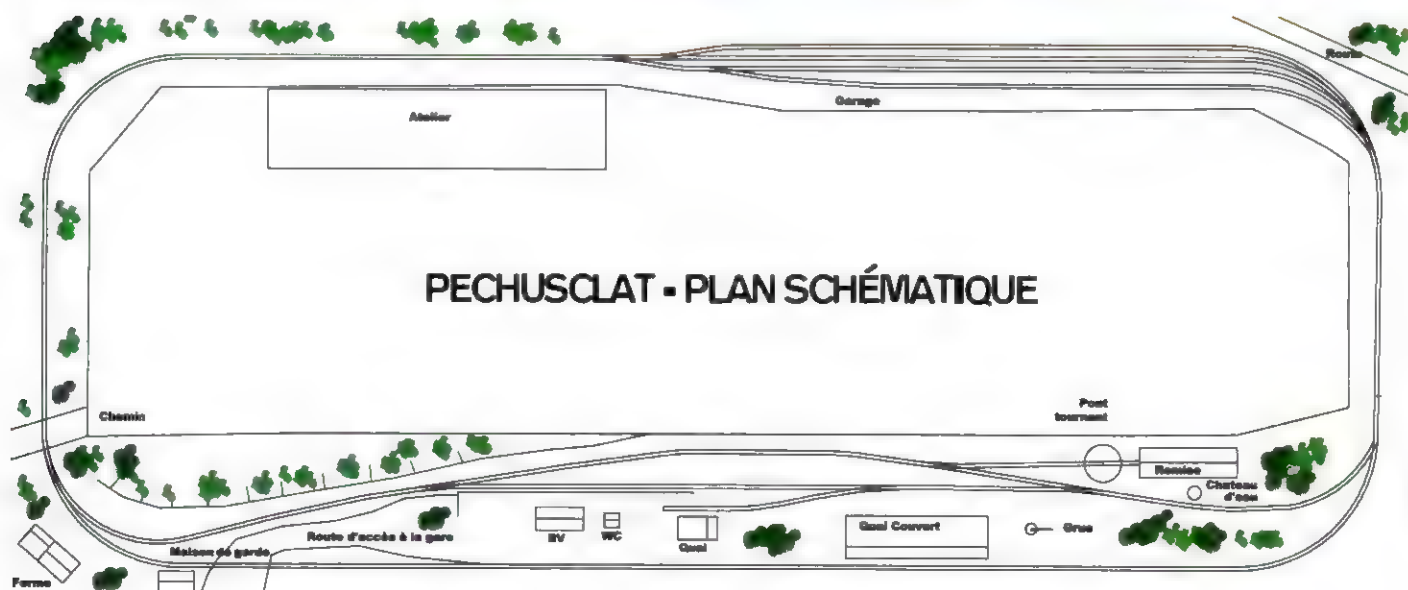 Route
Garage
Atelier
PECHUSCLAT - PLAN SCHÉMATIQUE
Pont
tournant
Chemin
Remise
Chateau
d'eau
Route d'accès à la gare
BV
WC
Quai
Quai Couvert
Grue
Maison de garde
Ferme